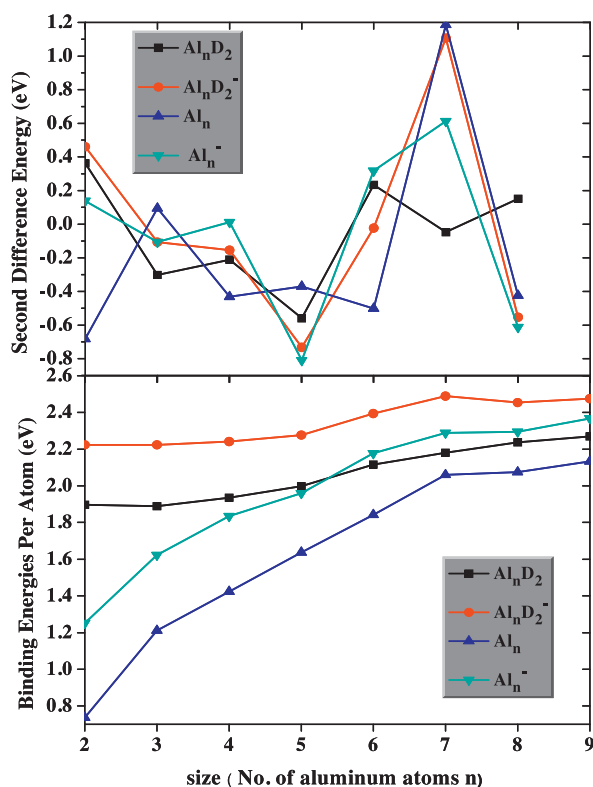 Second Difference Energy (eV)
1.2
1.0
0.8
0.6
0.4
0.2
0.0
-0.2
-0.4
-0.6
-0.8
AlₙD₂
AlₙD₂⁻
Alₙ
Alₙ⁻
Binding Energies Per Atom (eV)
2.6
2.4
2.2
2.0
1.8
1.6
1.4
1.2
1.0
0.8
AlₙD₂
AlₙD₂⁻
Alₙ
Alₙ⁻
2 3 4 5 6 7 8 9
size ( No. of aluminum atoms n)